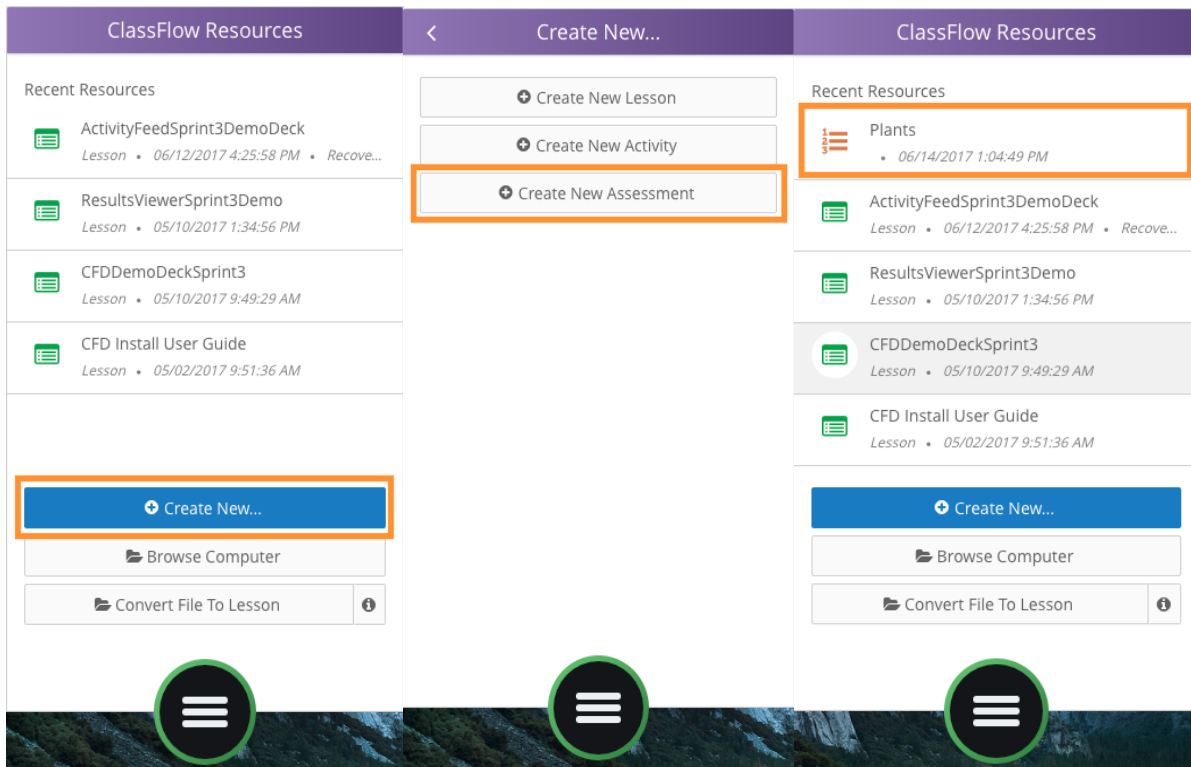 ClassFlow Resources
Recent Resources
ActivityFeedSprint3DemoDeck
Lesson • 06/12/2017 4:25:58 PM • Recove...
ResultsViewerSprint3Demo
Lesson • 05/10/2017 1:34:56 PM
CFDDemoDeckSprint3
Lesson • 05/10/2017 9:49:29 AM
CFD Install User Guide
Lesson • 05/02/2017 9:51:36 AM
Create New...
Browse Computer
Convert File To Lesson
Create New...
Create New Lesson
Create New Activity
Create New Assessment
ClassFlow Resources
Recent Resources
1
2
3
Plants
• 06/14/2017 1:04:49 PM
ActivityFeedSprint3DemoDeck
Lesson • 06/12/2017 4:25:58 PM • Recove...
ResultsViewerSprint3Demo
Lesson • 05/10/2017 1:34:56 PM
CFDDemoDeckSprint3
Lesson • 05/10/2017 9:49:29 AM
CFD Install User Guide
Lesson • 05/02/2017 9:51:36 AM
Create New...
Browse Computer
Convert File To Lesson